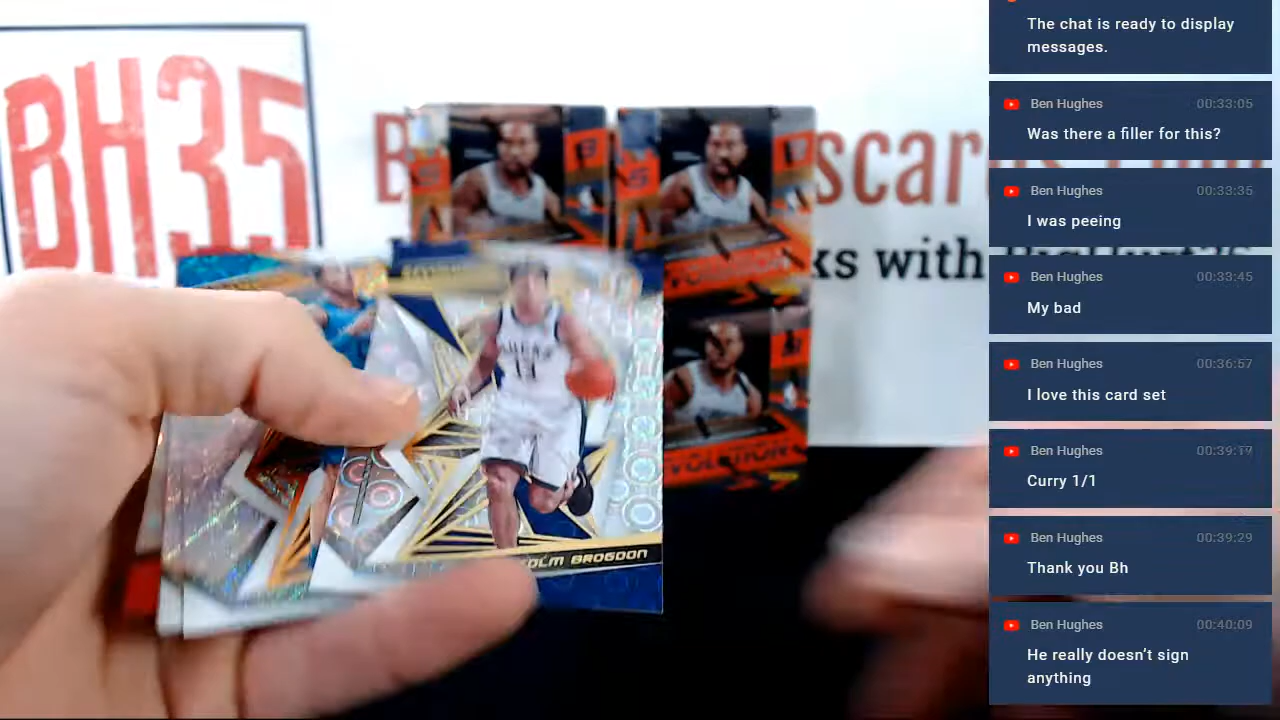 BH35
The chat is ready to display
messages.
Ben Hughes 00:33:05
Was there a filler for this?
Ben Hughes 00:33:35
I was peeing
Ben Hughes 00:33:45
My bad
Ben Hughes 00:36:57
I love this card set
Ben Hughes 00:39:19
Curry 1/1
Ben Hughes 00:39:29
Thank you Bh
Ben Hughes 00:40:09
He really doesn’t sign
anything
scar
ks with
BROGDON